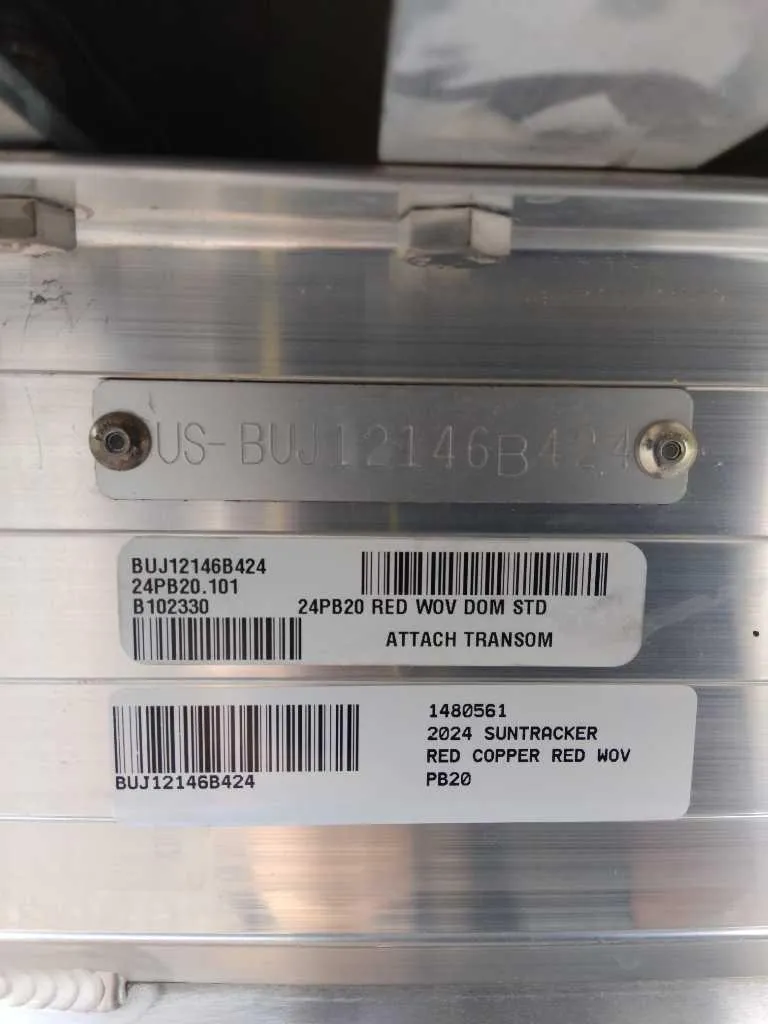 US-BUJ12146B424
BUJ12146B424
24PB20.101
B102330
24PB20 RED WOV DOM STD
ATTACH TRANSOM
1480561
2024 SUNTRACKER
RED COPPER RED WOV
PB20
BUJ12146B424